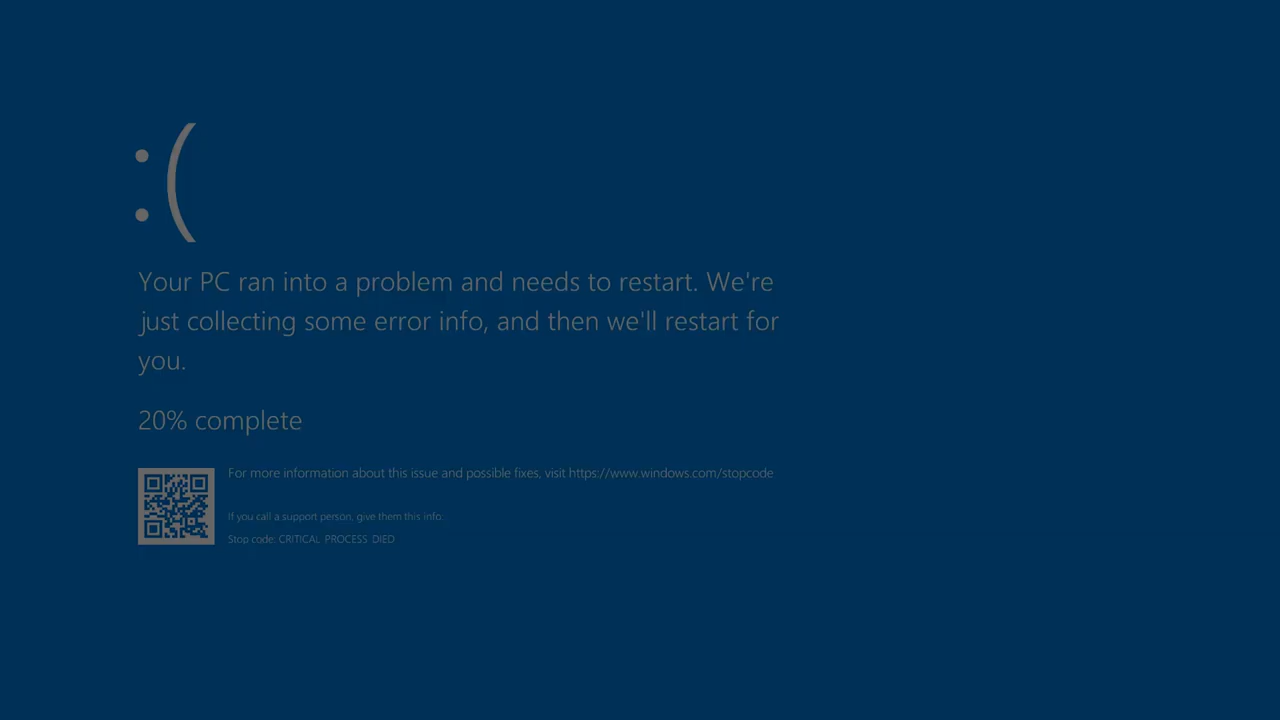 :(
Your PC ran into a problem and needs to restart. We're
just collecting some error info, and then we'll restart for
you.
20% complete
For more information about this issue and possible fixes, visit https://www.windows.com/stopcode
If you call a support person, give them this info:
Stop code: CRITICAL_PROCESS_DIED